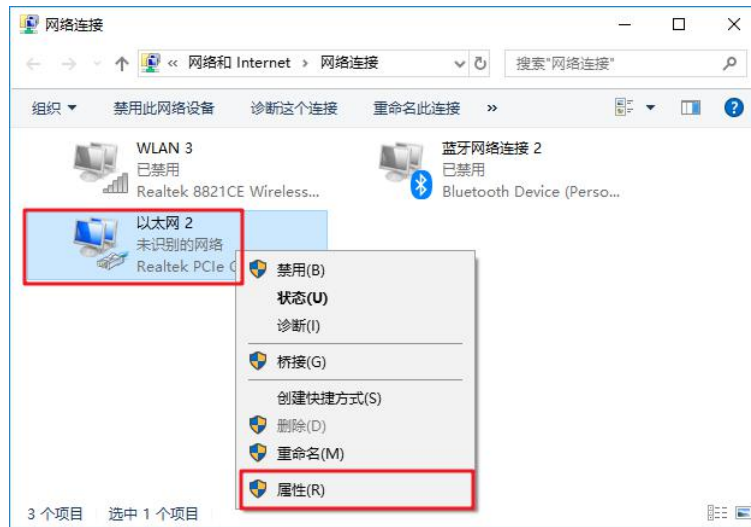 网络连接
« 网络和 Internet › 网络连接
搜索"网络连接"
组织 禁用此网络设备 诊断这个连接 重命名此连接 »
WLAN 3
已禁用
Realtek 8821CE Wireless...
蓝牙网络连接 2
已禁用
Bluetooth Device (Perso...
以太网 2
未识别的网络
Realtek PCIe
禁用(B)
状态(U)
诊断(I)
桥接(G)
创建快捷方式(S)
删除(D)
重命名(M)
属性(R)
3 个项目 选中 1 个项目